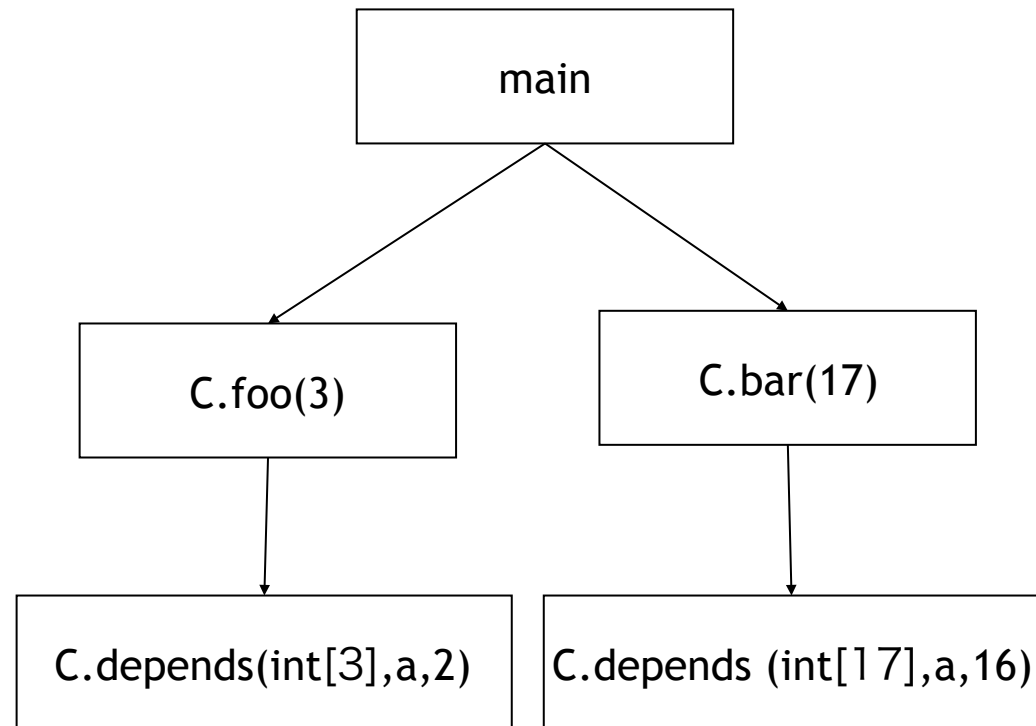 main
C.foo(3)
C.bar(17)
C.depends(int[3],a,2)
C.depends (int[17],a,16)